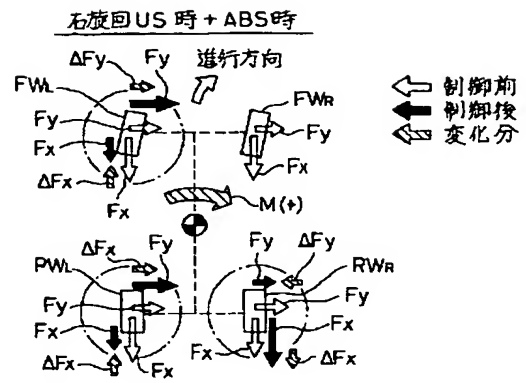 右旋回US時+ABS時
ΔFy
Fy
進行方向
FWL
FWR
Fy
Fy
Fx
Fx
ΔFx
Fx
制御前
制御後
変化分
M(+)
ΔFx
Fy
Fy
ΔFy
PWL
RWR
Fy
Fy
Fx
Fx
Fx
Fx
ΔFx
ΔFx